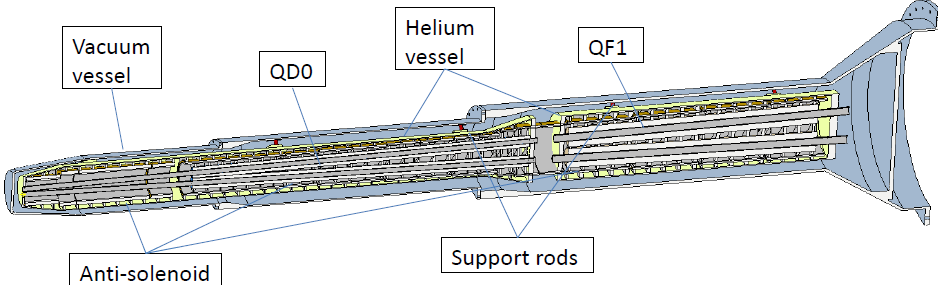 Vacuum
vessel
QD0
Helium
vessel
QF1
Anti-solenoid
Support rods